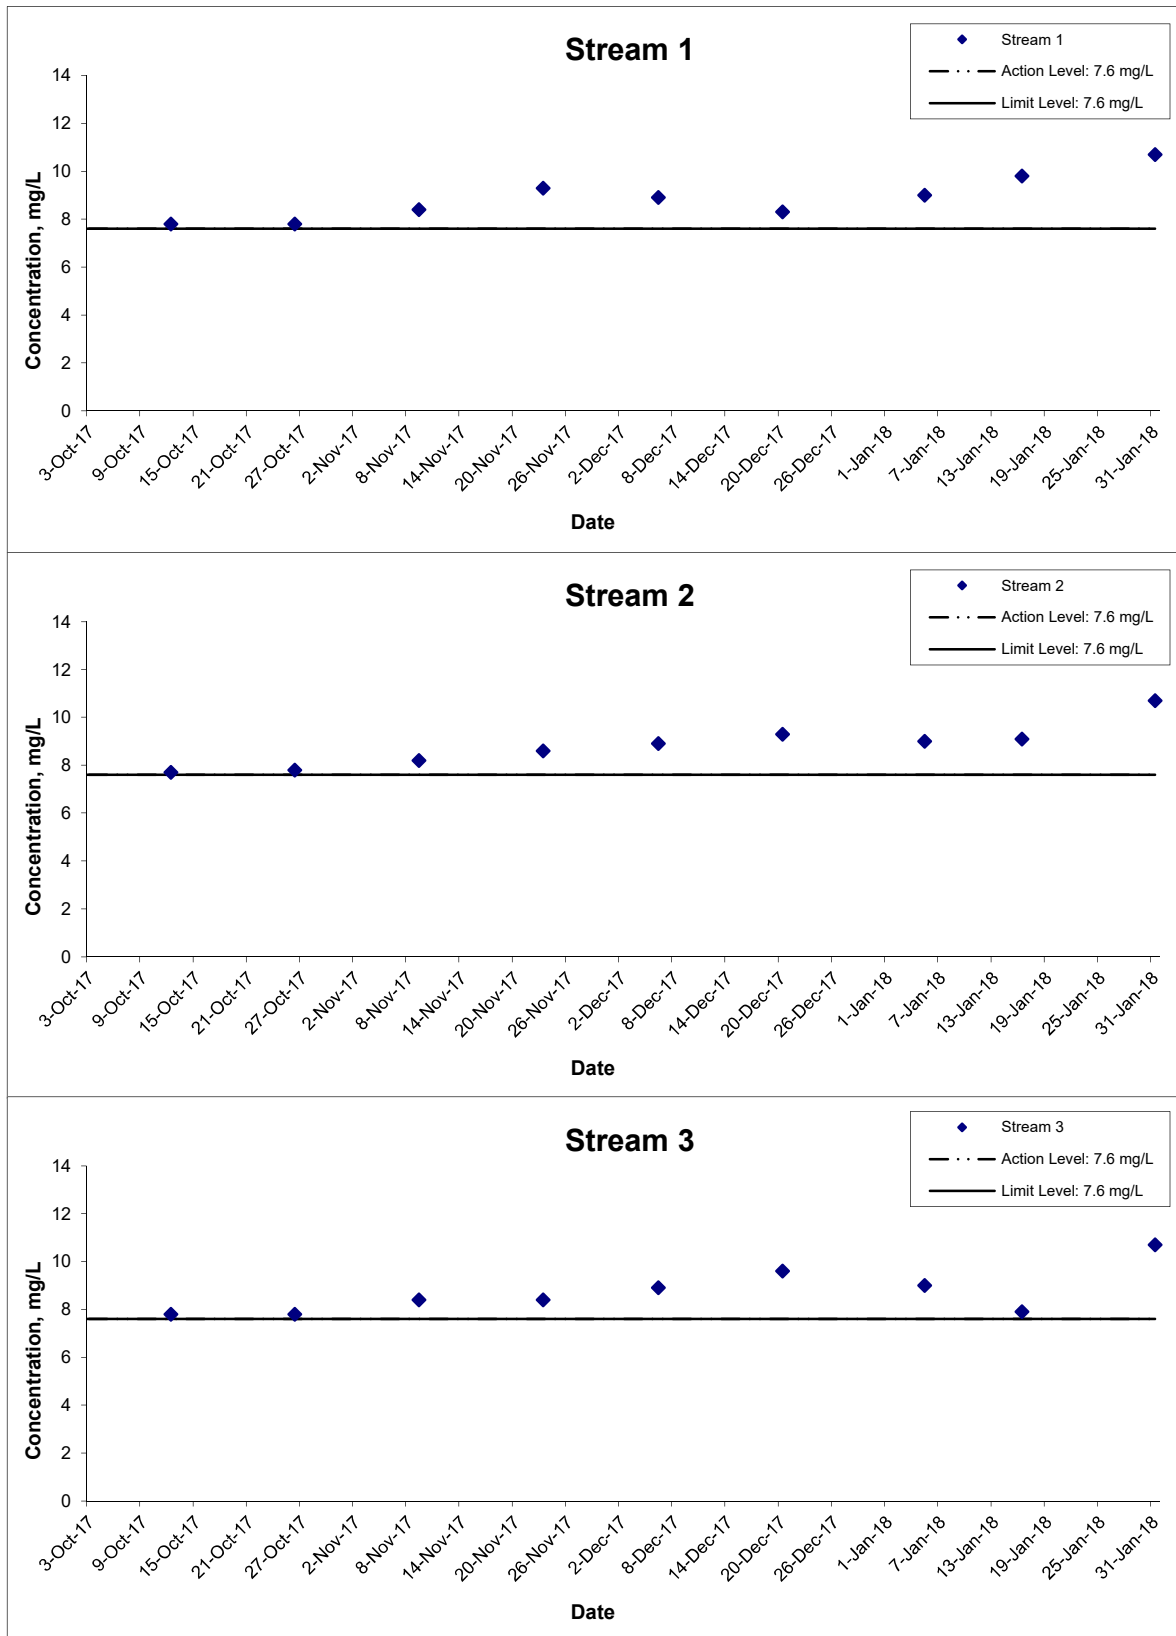 Stream 1
Stream 1
Action Level: 7.6 mg/L
Limit Level: 7.6 mg/L
Concentration, mg/L
14
12
10
8
6
4
2
0
3-Oct-17
9-Oct-17
15-Oct-17
21-Oct-17
27-Oct-17
2-Nov-17
8-Nov-17
14-Nov-17
20-Nov-17
26-Nov-17
2-Dec-17
8-Dec-17
14-Dec-17
20-Dec-17
26-Dec-17
1-Jan-18
7-Jan-18
13-Jan-18
19-Jan-18
25-Jan-18
31-Jan-18
Date
Stream 2
Stream 2
Action Level: 7.6 mg/L
Limit Level: 7.6 mg/L
Concentration, mg/L
14
12
10
8
6
4
2
0
3-Oct-17
9-Oct-17
15-Oct-17
21-Oct-17
27-Oct-17
2-Nov-17
8-Nov-17
14-Nov-17
20-Nov-17
26-Nov-17
2-Dec-17
8-Dec-17
14-Dec-17
20-Dec-17
26-Dec-17
1-Jan-18
7-Jan-18
13-Jan-18
19-Jan-18
25-Jan-18
31-Jan-18
Date
Stream 3
Stream 3
Action Level: 7.6 mg/L
Limit Level: 7.6 mg/L
Concentration, mg/L
14
12
10
8
6
4
2
0
3-Oct-17
9-Oct-17
15-Oct-17
21-Oct-17
27-Oct-17
2-Nov-17
8-Nov-17
14-Nov-17
20-Nov-17
26-Nov-17
2-Dec-17
8-Dec-17
14-Dec-17
20-Dec-17
26-Dec-17
1-Jan-18
7-Jan-18
13-Jan-18
19-Jan-18
25-Jan-18
31-Jan-18
Date